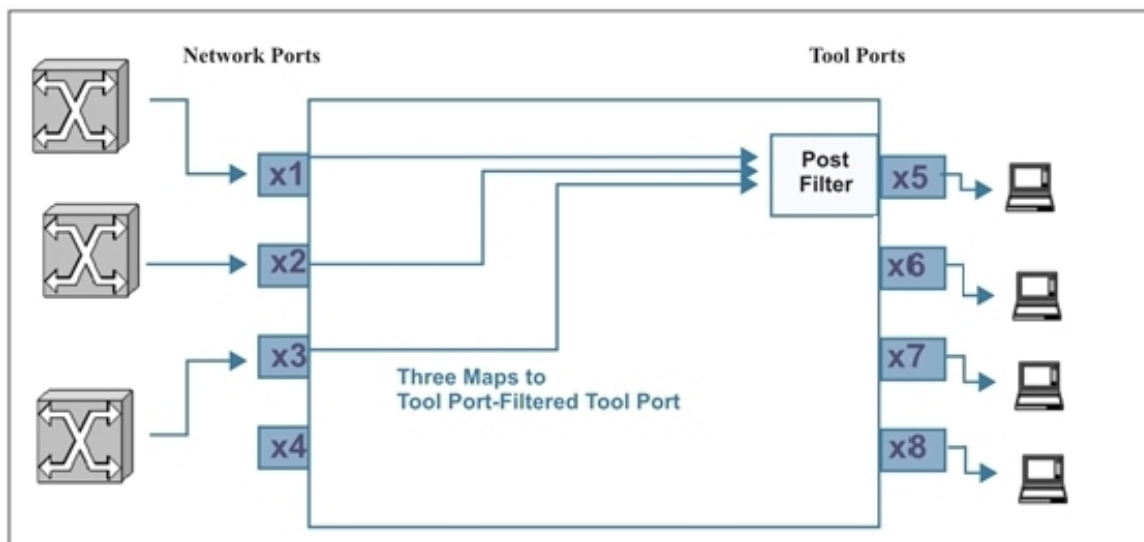 Network Ports
Tool Ports
x1
x2
x3
x4
Post
Filter
x5
x6
x7
x8
Three Maps to
Tool Port-Filtered Tool Port